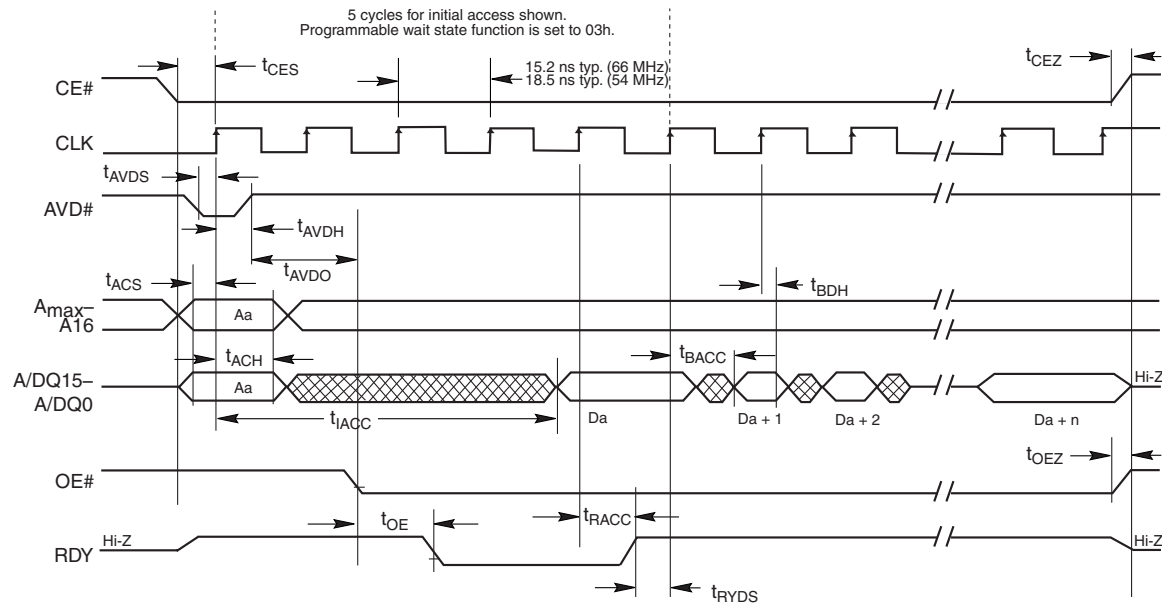 5 cycles for initial access shown.
Programmable wait state function is set to 03h.
tCES
15.2 ns typ. (66 MHz)
18.5 ns typ. (54 MHz)
tCEZ
CE#
CLK
tAVDS
AVD#
tAVDH
tAVDO
tACS
tBDH
Amax–
A16
Aa
tACH
tBACC
A/DQ15–
A/DQ0
Aa
Hi-Z
tIACC
Da
Da + 1
Da + 2
Da + n
tOEZ
OE#
tOE
tRACC
RDY
Hi-Z
Hi-Z
tRYDS